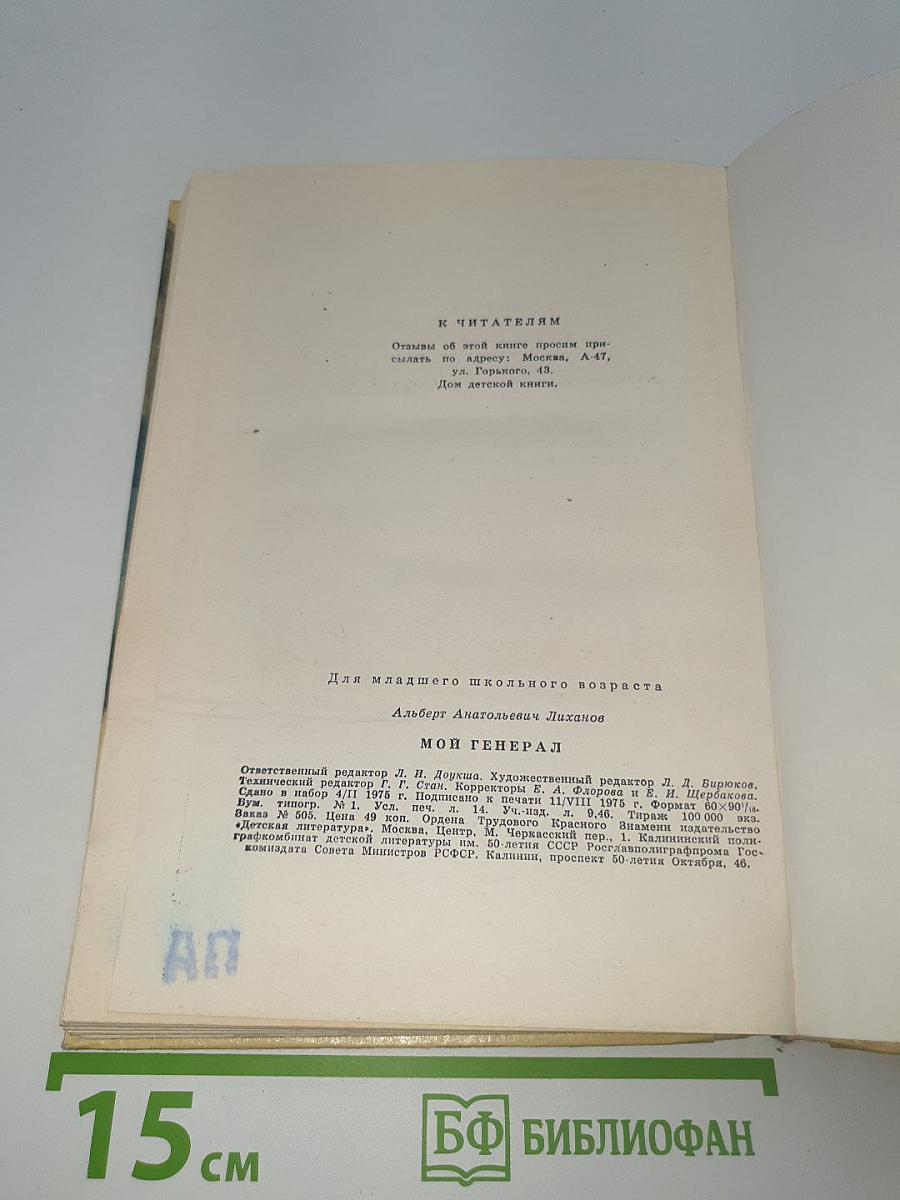 К ЧИТАТЕЛЯМ
Отзывы об этой книге просим при-
сылать по адресу: Москва, А-47,
ул. Горького, 43.
Дом детской книги.
Для младшего школьного возраста
Альберт Анатольевич Лиханов
МОЙ ГЕНЕРАЛ
Ответственный редактор Л. И. Доукша. Художественный редактор Л. Д. Бирюков.
Технический редактор Г. Г. Стан. Корректоры Е. А. Флорова и Е. И. Щербакова.
Сдано в набор 4/II 1975 г. Подписано к печати 11/VIII 1975 г. Формат 60×90¹/₁₆.
Бум. типогр. № 1. Усл. печ. л. 14. Уч.-изд. л. 9,46. Тираж 100 000 экз.
Заказ № 505. Цена 49 коп. Ордена Трудового Красного Знамени издательство
«Детская литература». Москва, Центр, М. Черкасский пер., 1. Калининский поли-
графкомбинат детской литературы им. 50-летия СССР Росглавполиграфпрома Гос-
комиздата Совета Министров РСФСР. Калинин, проспект 50-летия Октября, 46.
15 см
БФ БИБЛИОФАН